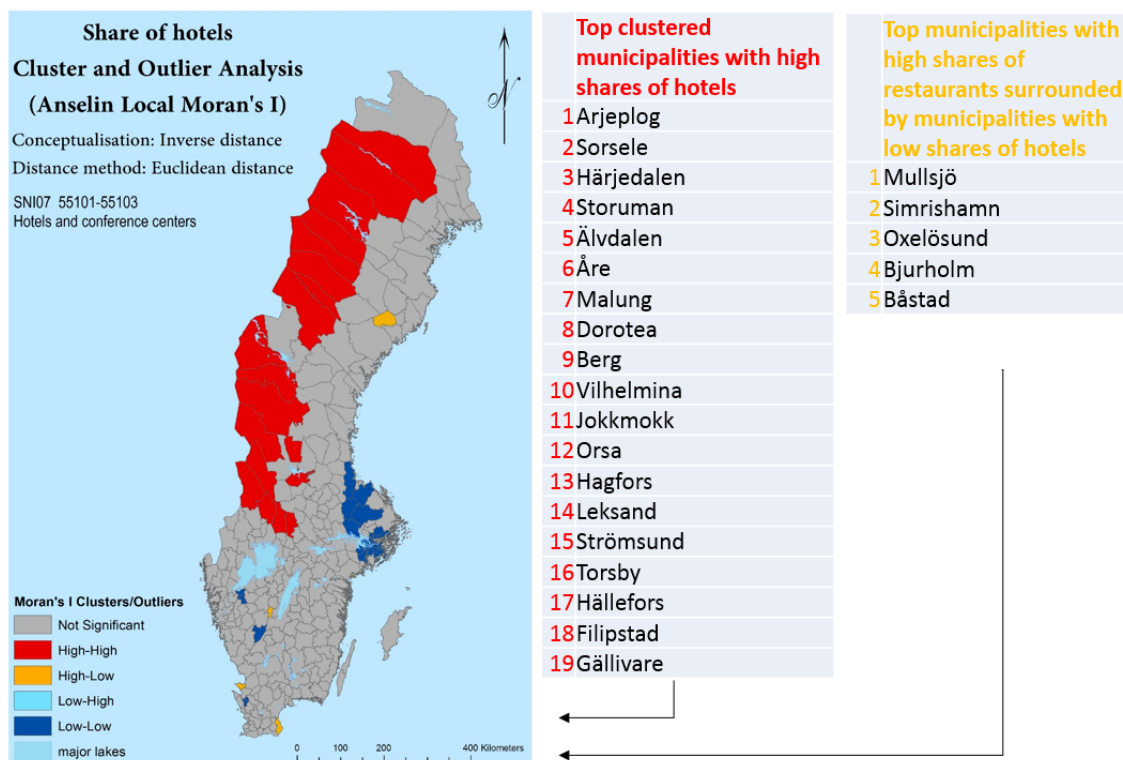 Share of hotels
Cluster and Outlier Analysis
(Anselin Local Moran's I)
Conceptualisation: Inverse distance
Distance method: Euclidean distance
SNI07 55101-55103
Hotels and conference centers
N
Moran's I Clusters/Outliers
Not Significant
High-High
High-Low
Low-High
Low-Low
major lakes
0 100 200 400 Kilometers
Top clustered
municipalities with high
shares of hotels
1 Arjeplog
2 Sorsele
3 Härjedalen
4 Storuman
5 Älvdalen
6 Åre
7 Malung
8 Dorotea
9 Berg
10 Vilhelmina
11 Jokkmokk
12 Orsa
13 Hagfors
14 Leksand
15 Strömsund
16 Torsby
17 Hällefors
18 Filipstad
19 Gällivare
Top municipalities with
high shares of
restaurants surrounded
by municipalities with
low shares of hotels
1 Mullsjö
2 Simrishamn
3 Oxelösund
4 Bjurholm
5 Båstad